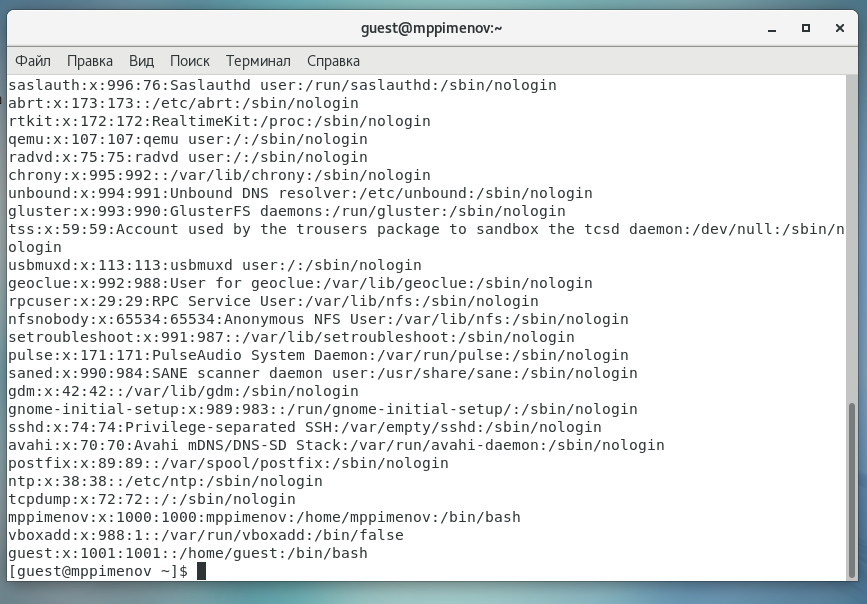 guest@mppimenov:~
Файл Правка Вид Поиск Терминал Справка
saslauth:x:996:76:Saslauthd user:/run/saslauthd:/sbin/nologin
abrt:x:173:173::/etc/abrt:/sbin/nologin
rtkit:x:172:172:RealtimeKit:/proc:/sbin/nologin
qemu:x:107:107:qemu user:/:/sbin/nologin
radvd:x:75:75:radvd user:/:/sbin/nologin
chrony:x:995:992::/var/lib/chrony:/sbin/nologin
unbound:x:994:991:Unbound DNS resolver:/etc/unbound:/sbin/nologin
gluster:x:993:990:GlusterFS daemons:/run/gluster:/sbin/nologin
tss:x:59:59:Account used by the trousers package to sandbox the tcsd daemon:/dev/null:/sbin/n
ologin
usbmuxd:x:113:113:usbmuxd user:/:/sbin/nologin
geoclue:x:992:988:User for geoclue:/var/lib/geoclue:/sbin/nologin
rpcuser:x:29:29:RPC Service User:/var/lib/nfs:/sbin/nologin
nfsnobody:x:65534:65534:Anonymous NFS User:/var/lib/nfs:/sbin/nologin
setroubleshoot:x:991:987::/var/lib/setroubleshoot:/sbin/nologin
pulse:x:171:171:PulseAudio System Daemon:/var/run/pulse:/sbin/nologin
saned:x:990:984:SANE scanner daemon user:/usr/share/sane:/sbin/nologin
gdm:x:42:42::/var/lib/gdm:/sbin/nologin
gnome-initial-setup:x:989:983::/run/gnome-initial-setup/:/sbin/nologin
sshd:x:74:74:Privilege-separated SSH:/var/empty/sshd:/sbin/nologin
avahi:x:70:70:Avahi mDNS/DNS-SD Stack:/var/run/avahi-daemon:/sbin/nologin
postfix:x:89:89::/var/spool/postfix:/sbin/nologin
ntp:x:38:38::/etc/ntp:/sbin/nologin
tcpdump:x:72:72::/:/sbin/nologin
mppimenov:x:1000:1000:mppimenov:/home/mppimenov:/bin/bash
vboxadd:x:988:1::/var/run/vboxadd:/bin/false
guest:x:1001:1001::/home/guest:/bin/bash
[guest@mppimenov ~]$